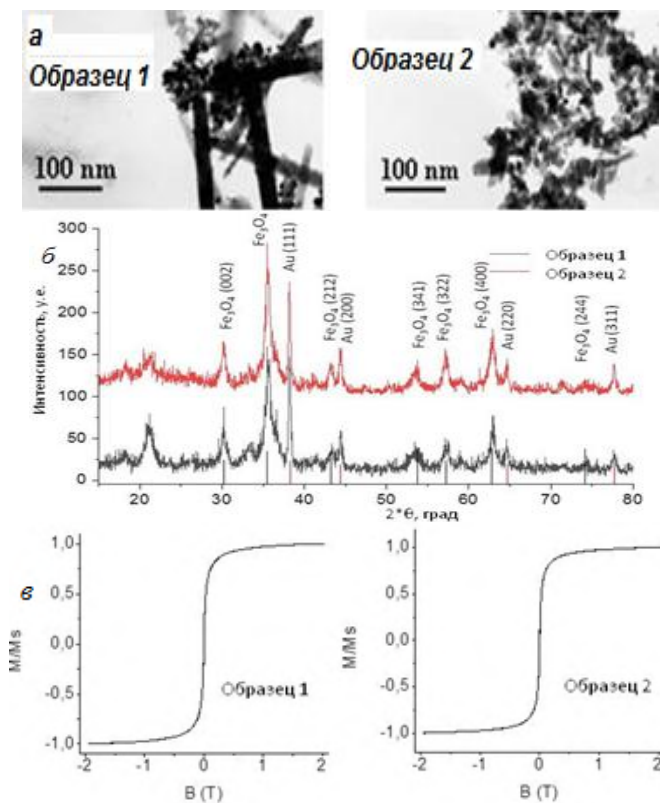 а
Образец 1
100 nm
Образец 2
100 nm
б
Интенсивность, у.е.
300
250
200
150
100
50
0
Fe₃O₄ (002)
Fe₃O₄
Au (111)
Fe₃O₄ (212)
Au (200)
Fe₃O₄ (341)
Fe₃O₄ (322)
Fe₃O₄ (400)
Au (220)
Fe₃O₄ (244)
Au (311)
Образец 1
Образец 2
20 30 40 50 60 70 80
2*Θ, град
в
M/Ms
1,0
0,5
0,0
-0,5
-1,0
Образец 1
-2 -1 0 1 2
B (T)
M/Ms
1,0
0,5
0,0
-0,5
-1,0
Образец 2
-2 -1 0 1 2
B (T)